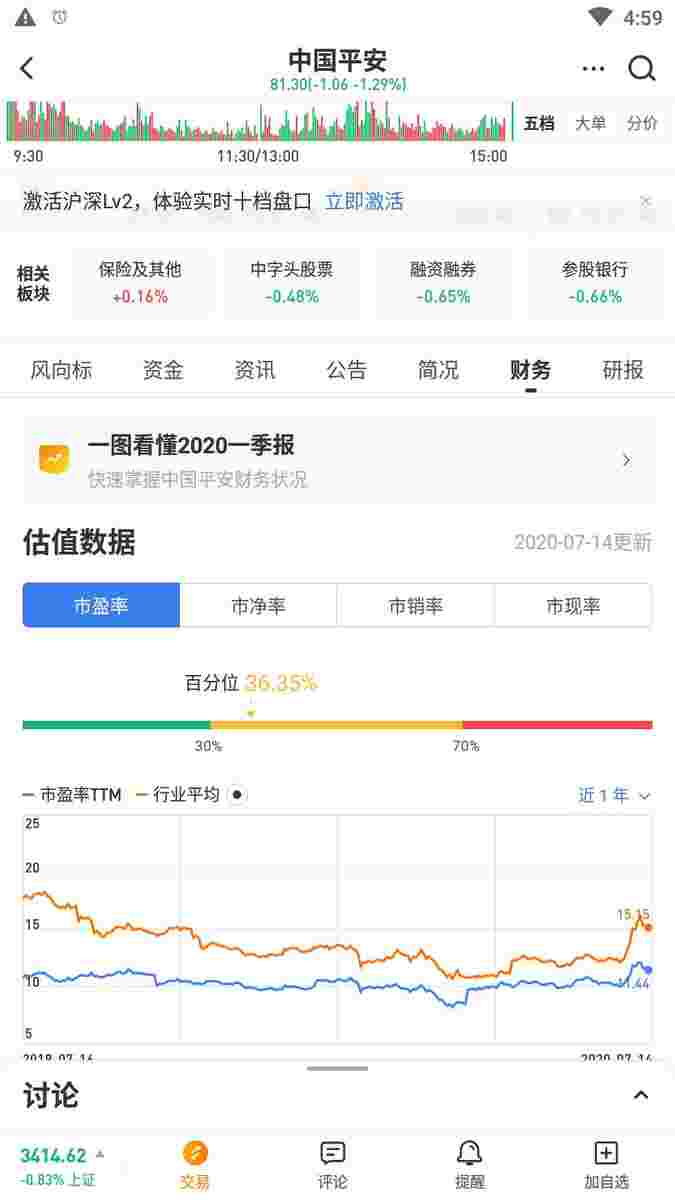 4:59
中国平安
81.30(-1.06 -1.29%)
五档 大单 分价
9:30 11:30/13:00 15:00
激活沪深Lv2，体验实时十档盘口 立即激活
相关板块
保险及其他 中字头股票 融资融券 参股银行
+0.16% -0.48% -0.65% -0.66%
风向标 资金 资讯 公告 简况 财务 研报
一图看懂2020一季报
快速掌握中国平安财务状况
估值数据 2020-07-14更新
市盈率 市净率 市销率 市现率
百分位 36.35%
30% 70%
市盈率TTM 行业平均 近1年
25
20
15 15.15
10 11.44
5
2020-07-14
讨论
3414.62
-0.83% 上证
交易 评论 提醒 加自选